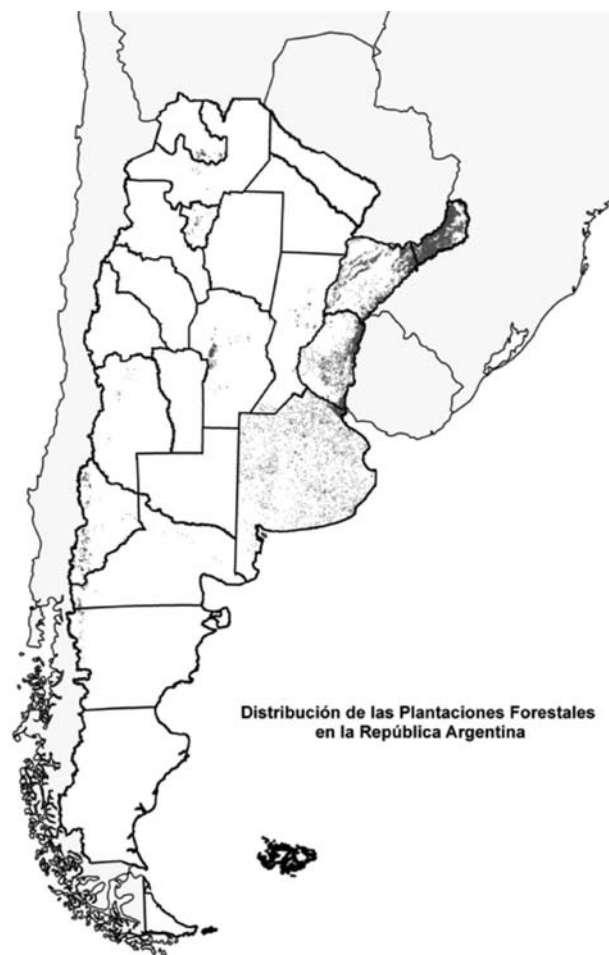 Distribución de las Plantaciones Forestales
en la República Argentina